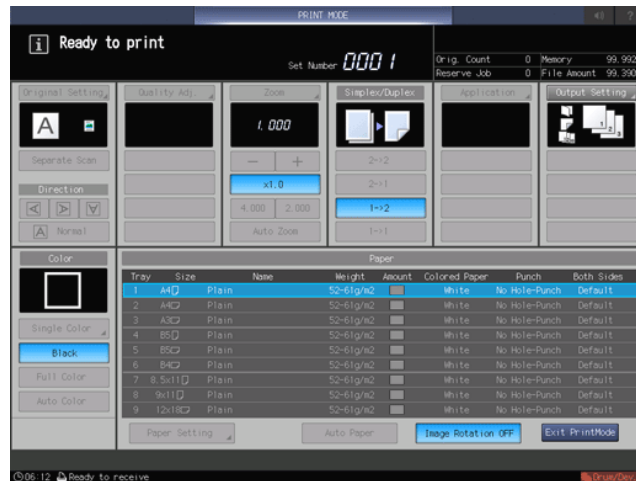 PRINT MODE
Ready to print
Set Number 0001
Orig. Count 0 Memory 99.992
Reserve Job 0 File Amount 99.390
Original Setting Quality Adj. Zoom Simplex/Duplex Application Output Setting
A 1.000 1 2 3
Separate Scan - + 2->2
Direction ×1.0 2->1
4.000 2.000 1->2
A Normal Auto Zoom 1->1
Color Paper
Tray Size Name Weight Amount Colored Paper Punch Both Sides
1 A4 Plain 52-61g/m2 White No Hole-Punch Default
2 A4 Plain 52-61g/m2 White No Hole-Punch Default
3 A3 Plain 52-61g/m2 White No Hole-Punch Default
4 B5 Plain 52-61g/m2 White No Hole-Punch Default
5 B5 Plain 52-61g/m2 White No Hole-Punch Default
6 B4 Plain 52-61g/m2 White No Hole-Punch Default
7 8.5x11 Plain 52-61g/m2 White No Hole-Punch Default
8 9x11 Plain 52-61g/m2 White No Hole-Punch Default
9 12x18 Plain 52-61g/m2 White No Hole-Punch Default
Single Color
Black
Full Color
Auto Color
Paper Setting Auto Paper Image Rotation OFF Exit PrintMode
06:12 Ready to receive Drum/Dev